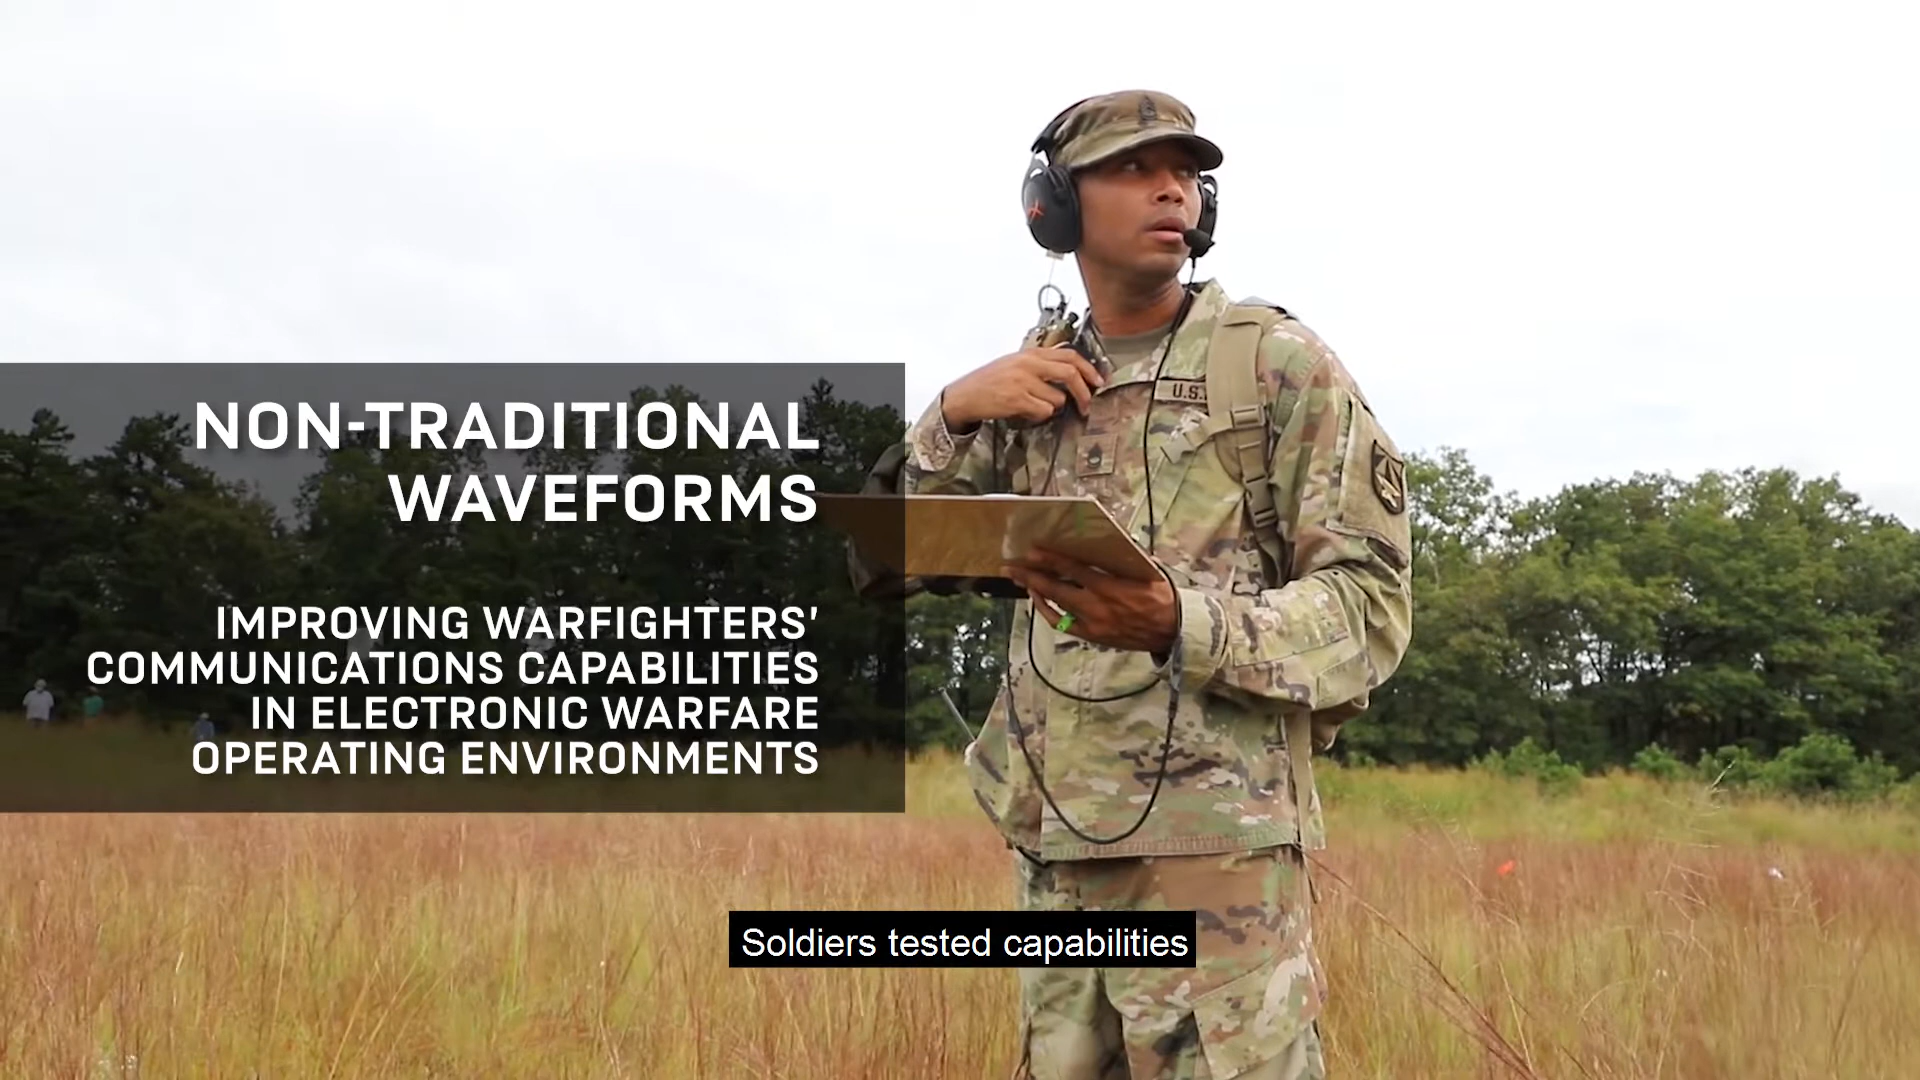 NON-TRADITIONAL
WAVEFORMS
U.S.
IMPROVING WARFIGHTERS'
COMMUNICATIONS CAPABILITIES
IN ELECTRONIC WARFARE
OPERATING ENVIRONMENTS
Soldiers tested capabilities